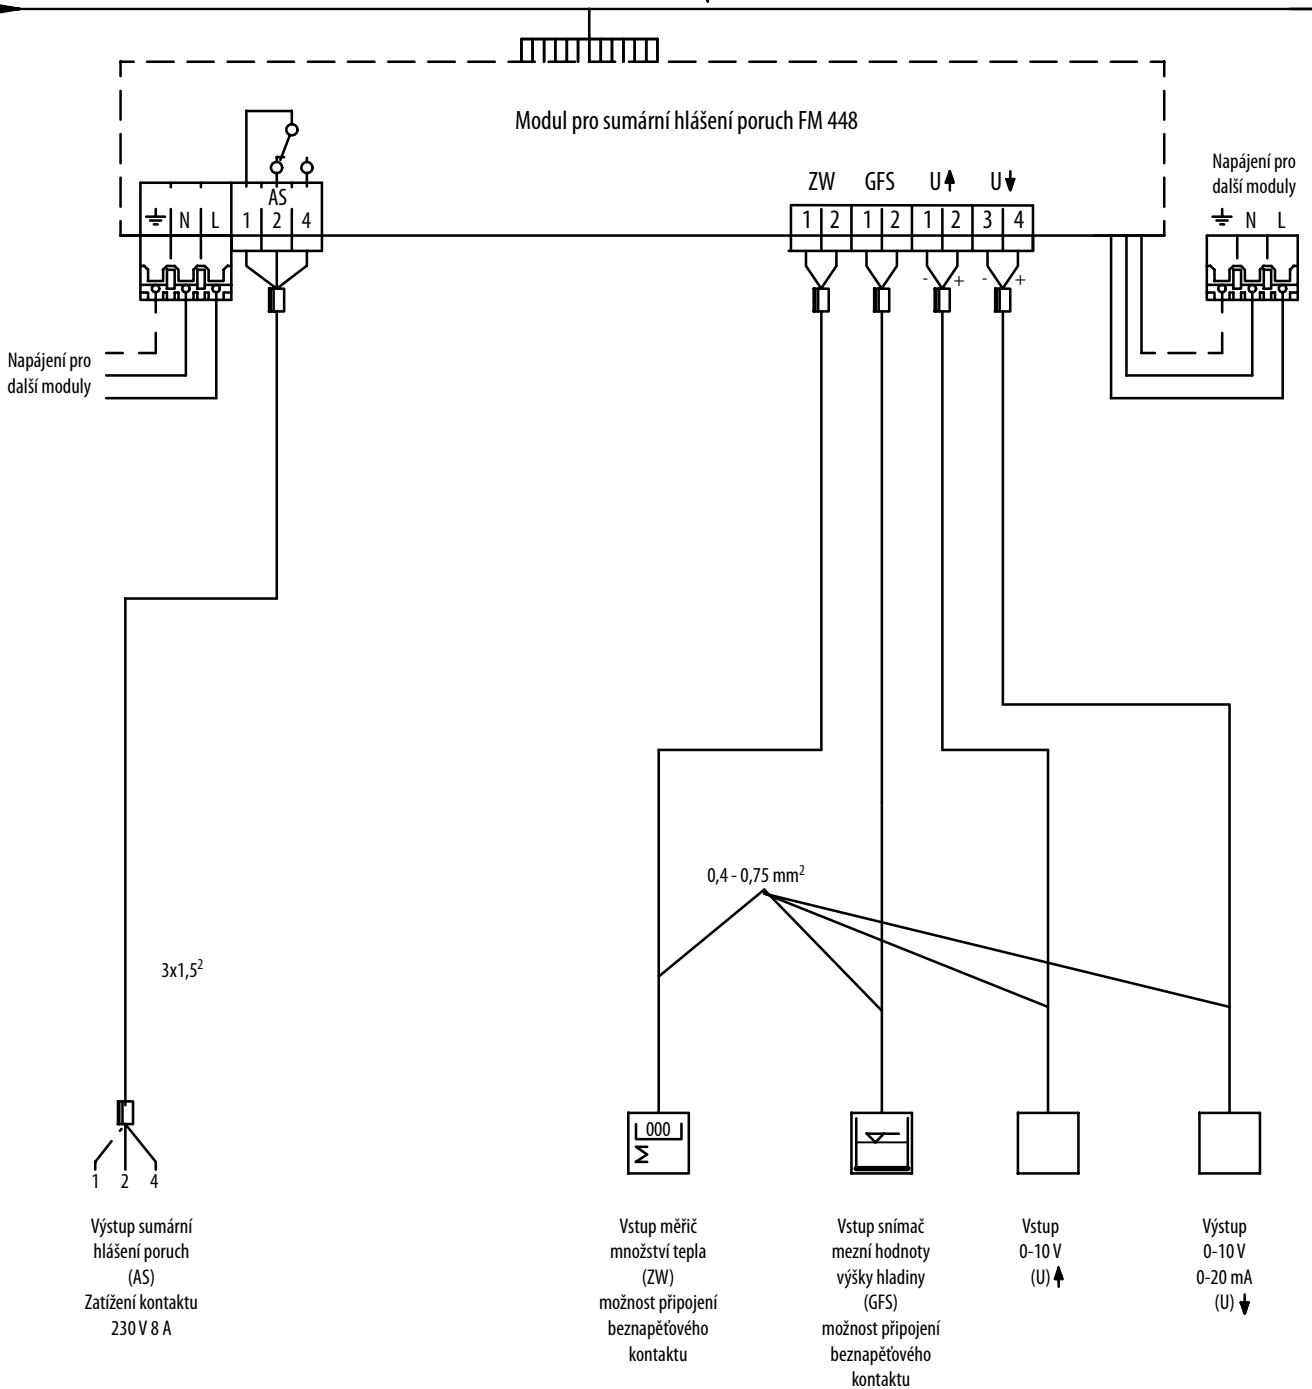 Modul pro sumární hlášení poruch FM 448
Napájení pro
další moduly
N L
ZW GFS U U
AS
N L 1 2 4
1 2 1 2 1 2 3 4
- + - +
Napájení pro
další moduly
0,4 - 0,75 mm²
3x1,5²
000
Σ
1 2 4
Výstup sumární
hlášení poruch
(AS)
Zatížení kontaktu
230 V 8 A
Vstup měřič
množství tepla
(ZW)
možnost připojení
beznapěťového
kontaktu
Vstup snímač
mezní hodnoty
výšky hladiny
(GFS)
možnost připojení
beznapěťového
kontaktu
Vstup
0-10 V
(U)
Výstup
0-10 V
0-20 mA
(U)